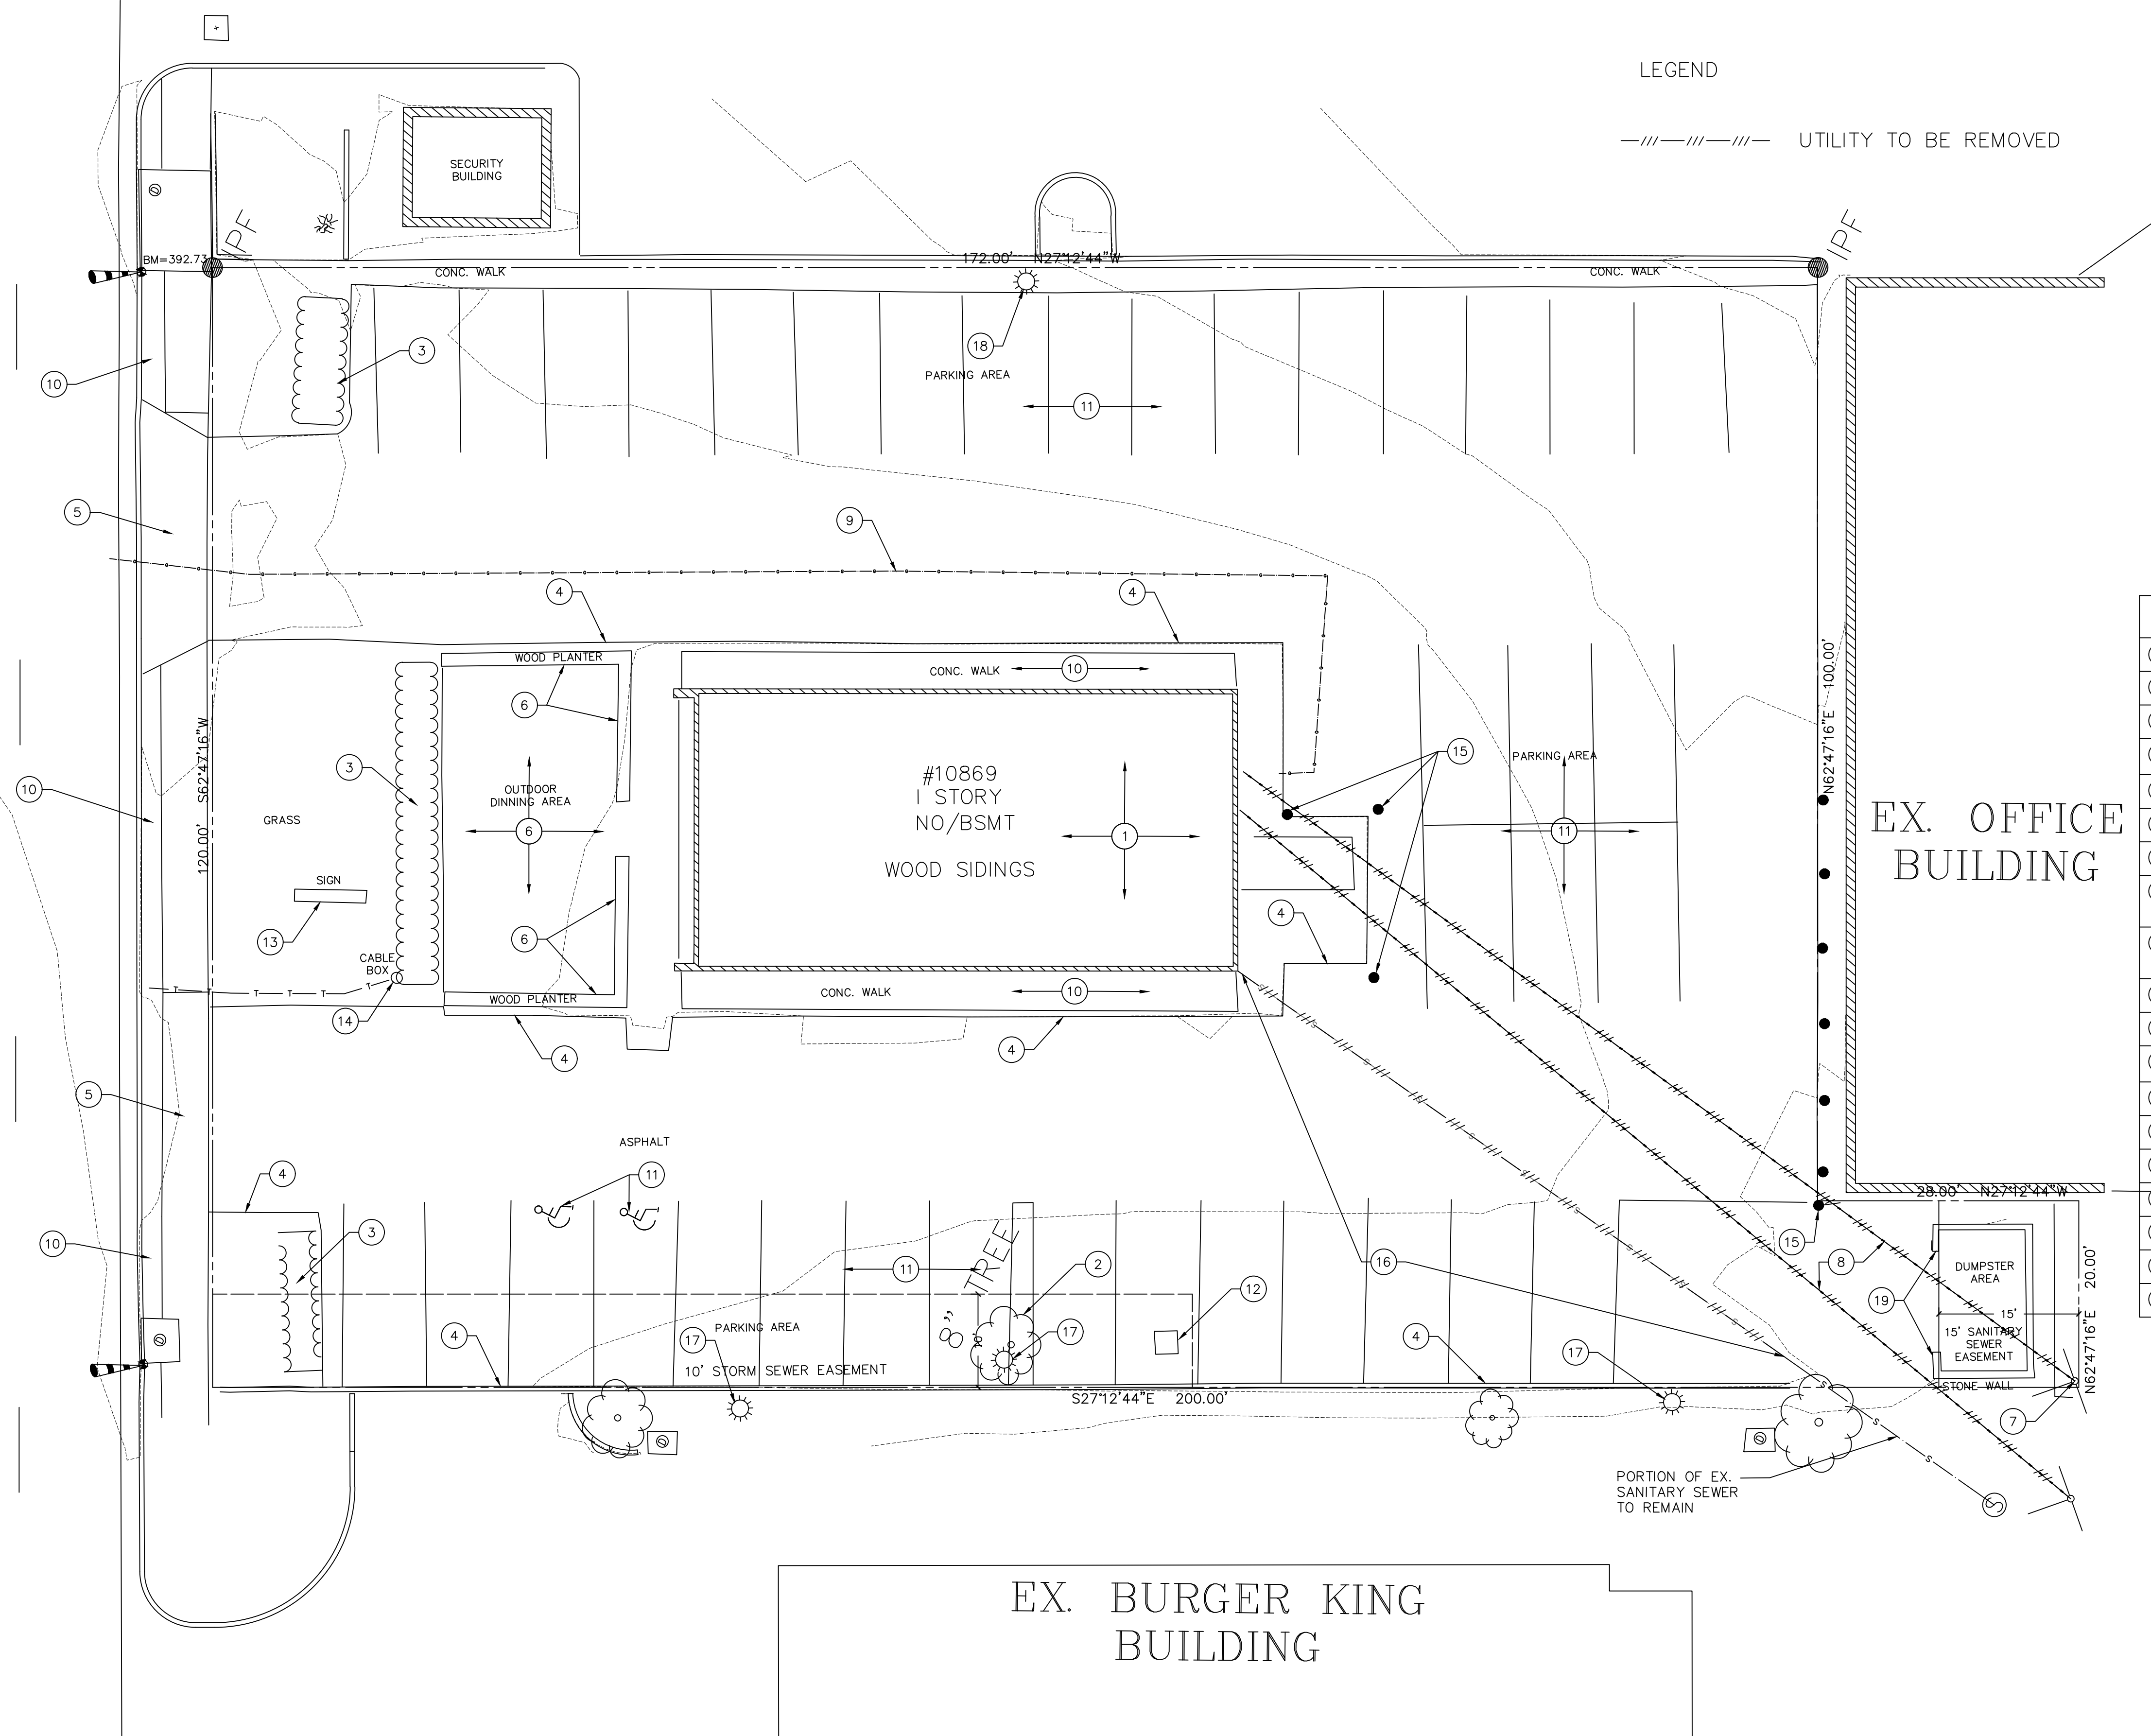 LEGEND
UTILITY TO BE REMOVED
SECURITY
BUILDING
IPF
IPF
BM=392.73
172.00' N27°12'44"W
CONC. WALK
CONC. WALK
18
3
PARKING AREA
10
11
5
9
4
4
WOOD PLANTER
CONC. WALK
10
6
N62°47'16"E 100.00'
S62°47'16"W
120.00'
15
PARKING AREA
3
#10869
1 STORY
NO/BSMT
WOOD SIDINGS
1
10
OUTDOOR
DINNING AREA
6
GRASS
11
EX. OFFICE
BUILDING
SIGN
13
6
4
CABLE
BOX
T T T T T T
WOOD PLANTER
CONC. WALK
10
14
4
4
5
ASPHALT
11
4
28.00' N27°12'44"W
3
10
15
8
16
11
8" TREE
2
12
DUMPSTER
AREA
19
15'
15' SANITARY
SEWER
EASEMENT
N62°47'16"E 20.00'
4
17
PARKING AREA
10'
17
4
17
10' STORM SEWER EASEMENT
STONE WALL
S27°12'44"E 200.00'
7
PORTION OF EX.
SANITARY SEWER
TO REMAIN
S
EX. BURGER KING
BUILDING